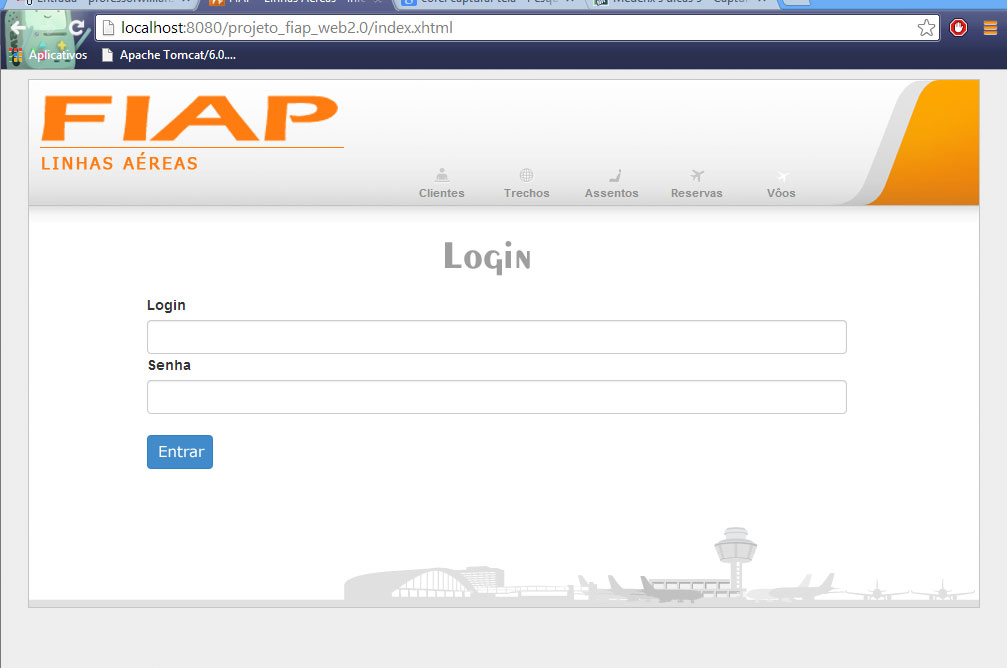 localhost:8080/projeto_fiap_web2.0/index.xhtml
Aplicativos Apache Tomcat/6.0....
FIAP
LINHAS AÉREAS
Clientes Trechos Assentos Reservas Vôos
Login
Login
Senha
Entrar